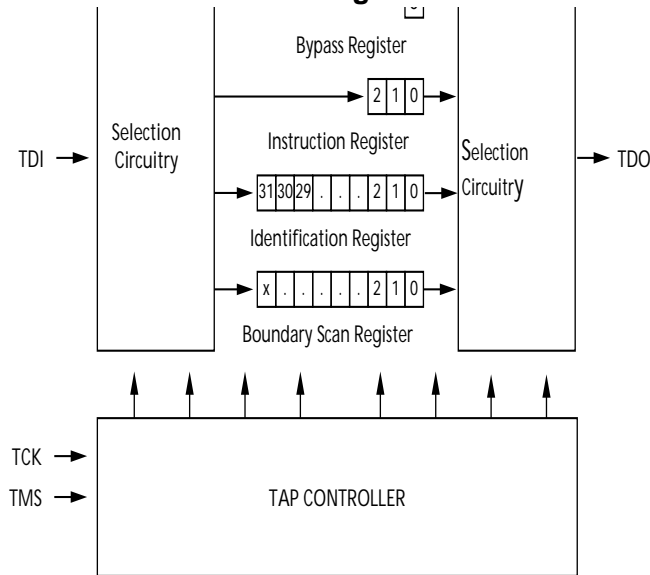 Bypass Register
2 1 0
Selection
Circuitry
TDI
Instruction Register
Selection
Circuitry
TDO
31 30 29 . . . 2 1 0
Identification Register
x . . . . . 2 1 0
Boundary Scan Register
TCK
TMS
TAP CONTROLLER